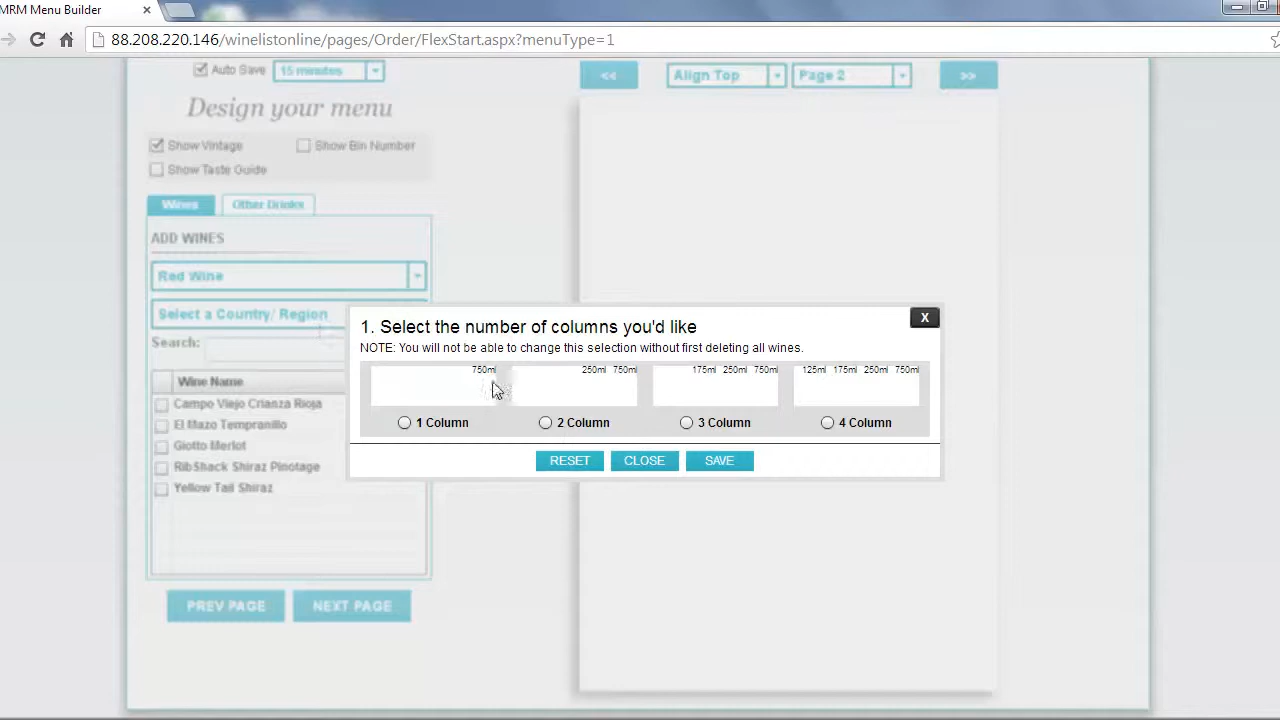 MRM Menu Builder
88.208.220.146/winelistonline/pages/Order/FlexStart.aspx?menuType=1
Auto Save 15 minutes
<< Align Top Page 2 >>
Design your menu
Show Vintage Show Bin Number
Show Taste Guide
Wines Other Drinks
ADD WINES
Red Wine
Select a Country/ Region
Search:
Wine Name
Campo Viejo Crianza Rioja
El Mazo Tempranillo
Giotto Merlot
RibShack Shiraz Pinotage
Yellow Tail Shiraz
PREV PAGE NEXT PAGE
X
1. Select the number of columns you'd like
NOTE: You will not be able to change this selection without first deleting all wines.
750ml 250ml 750ml 175ml 250ml 750ml 125ml 175ml 250ml 750ml
1 Column 2 Column 3 Column 4 Column
RESET CLOSE SAVE